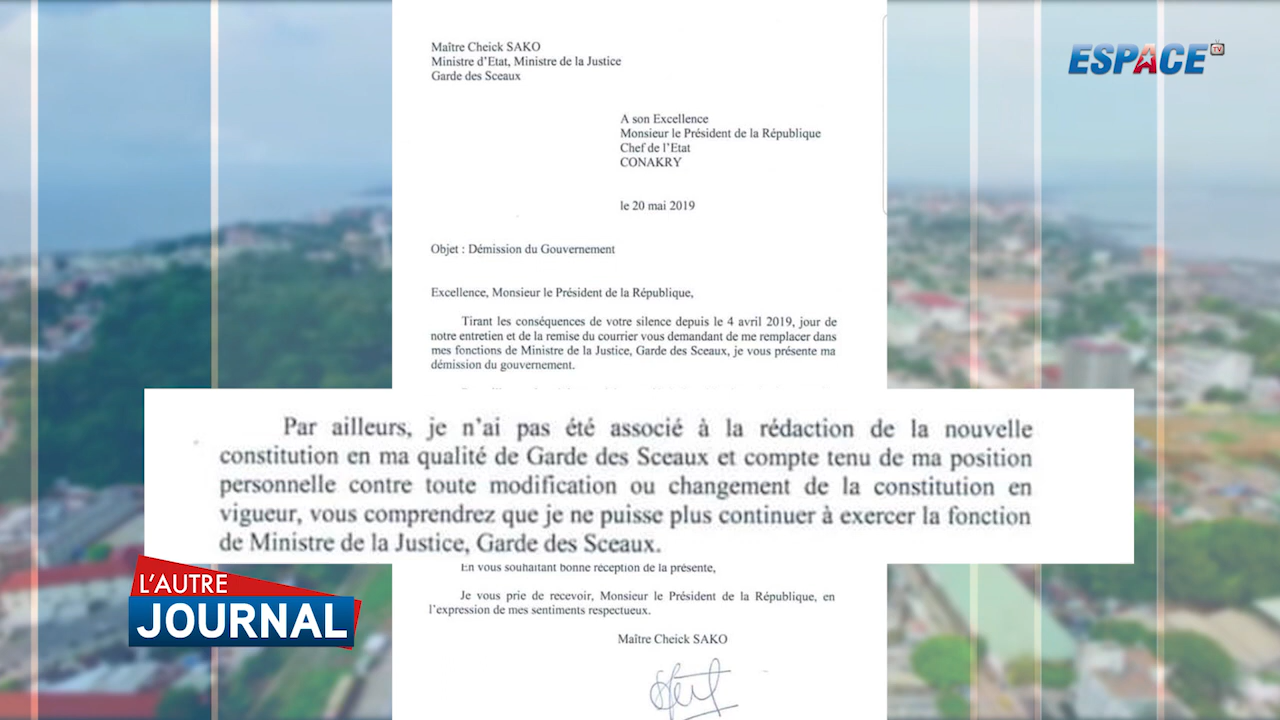 ESPACE
TV
Maître Cheick SAKO
Ministre d'Etat, Ministre de la Justice
Garde des Sceaux
A son Excellence
Monsieur le Président de la République
Chef de l'Etat
CONAKRY
le 20 mai 2019
Objet : Démission du Gouvernement
Excellence, Monsieur le Président de la République,
Tirant les conséquences de votre silence depuis le 4 avril 2019, jour de
notre entretien et de la remise du courrier vous demandant de me remplacer dans
mes fonctions de Ministre de la Justice, Garde des Sceaux, je vous présente ma
démission du gouvernement.
Par ailleurs, je n'ai pas été associé à la rédaction de la nouvelle
constitution en ma qualité de Garde des Sceaux et compte tenu de ma position
personnelle contre toute modification ou changement de la constitution en
vigueur, vous comprendrez que je ne puisse plus continuer à exercer la fonction
de Ministre de la Justice, Garde des Sceaux.
En vous souhaitant bonne réception de la présente,
Je vous prie de recevoir, Monsieur le Président de la République, en
l'expression de mes sentiments respectueux.
Maître Cheick SAKO
L'AUTRE
JOURNAL